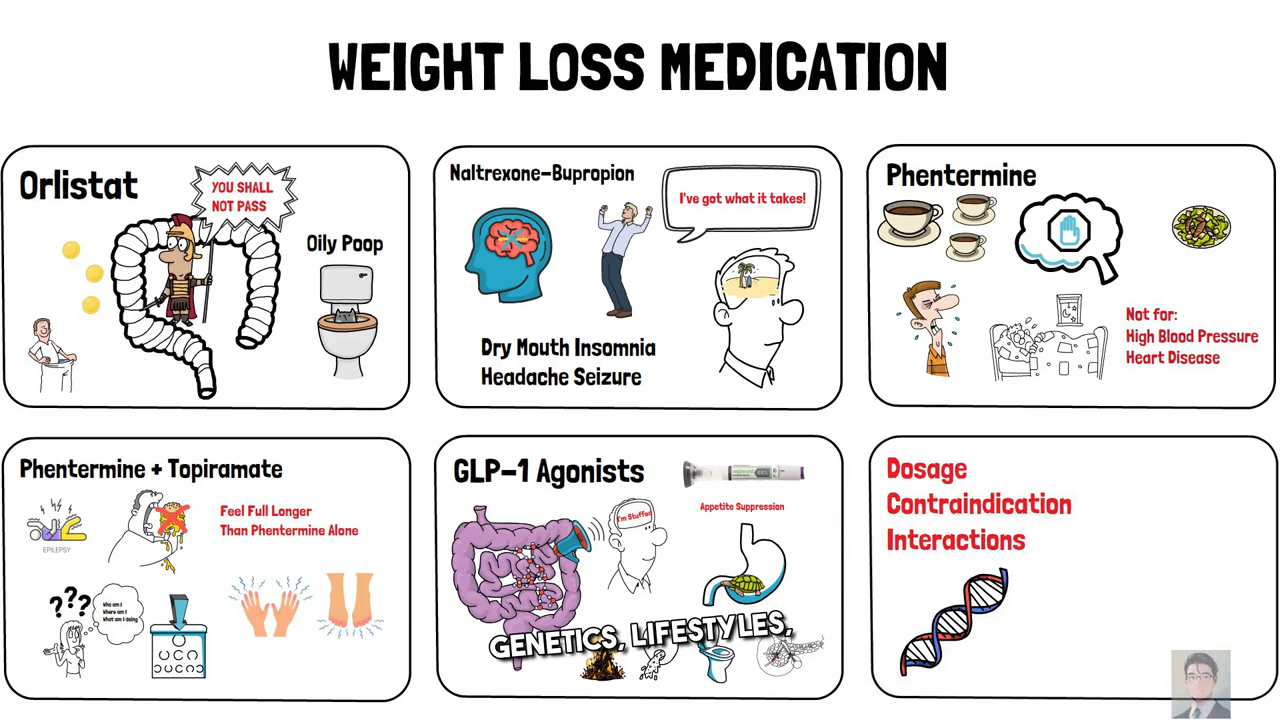 WEIGHT LOSS MEDICATION
Orlistat
YOU SHALL
NOT PASS
Oily Poop
Naltrexone-Bupropion
I've got what it takes!
Dry Mouth Insomnia
Headache Seizure
Phentermine
Not for:
High Blood Pressure
Heart Disease
Phentermine + Topiramate
EPILEPSY
Feel Full Longer
Than Phentermine Alone
???
Who am I
Where am I
What am I doing
GLP-1 Agonists
I'm Stuffed
Appetite Suppression
GENETICS, LIFESTYLES,
Dosage
Contraindication
Interactions